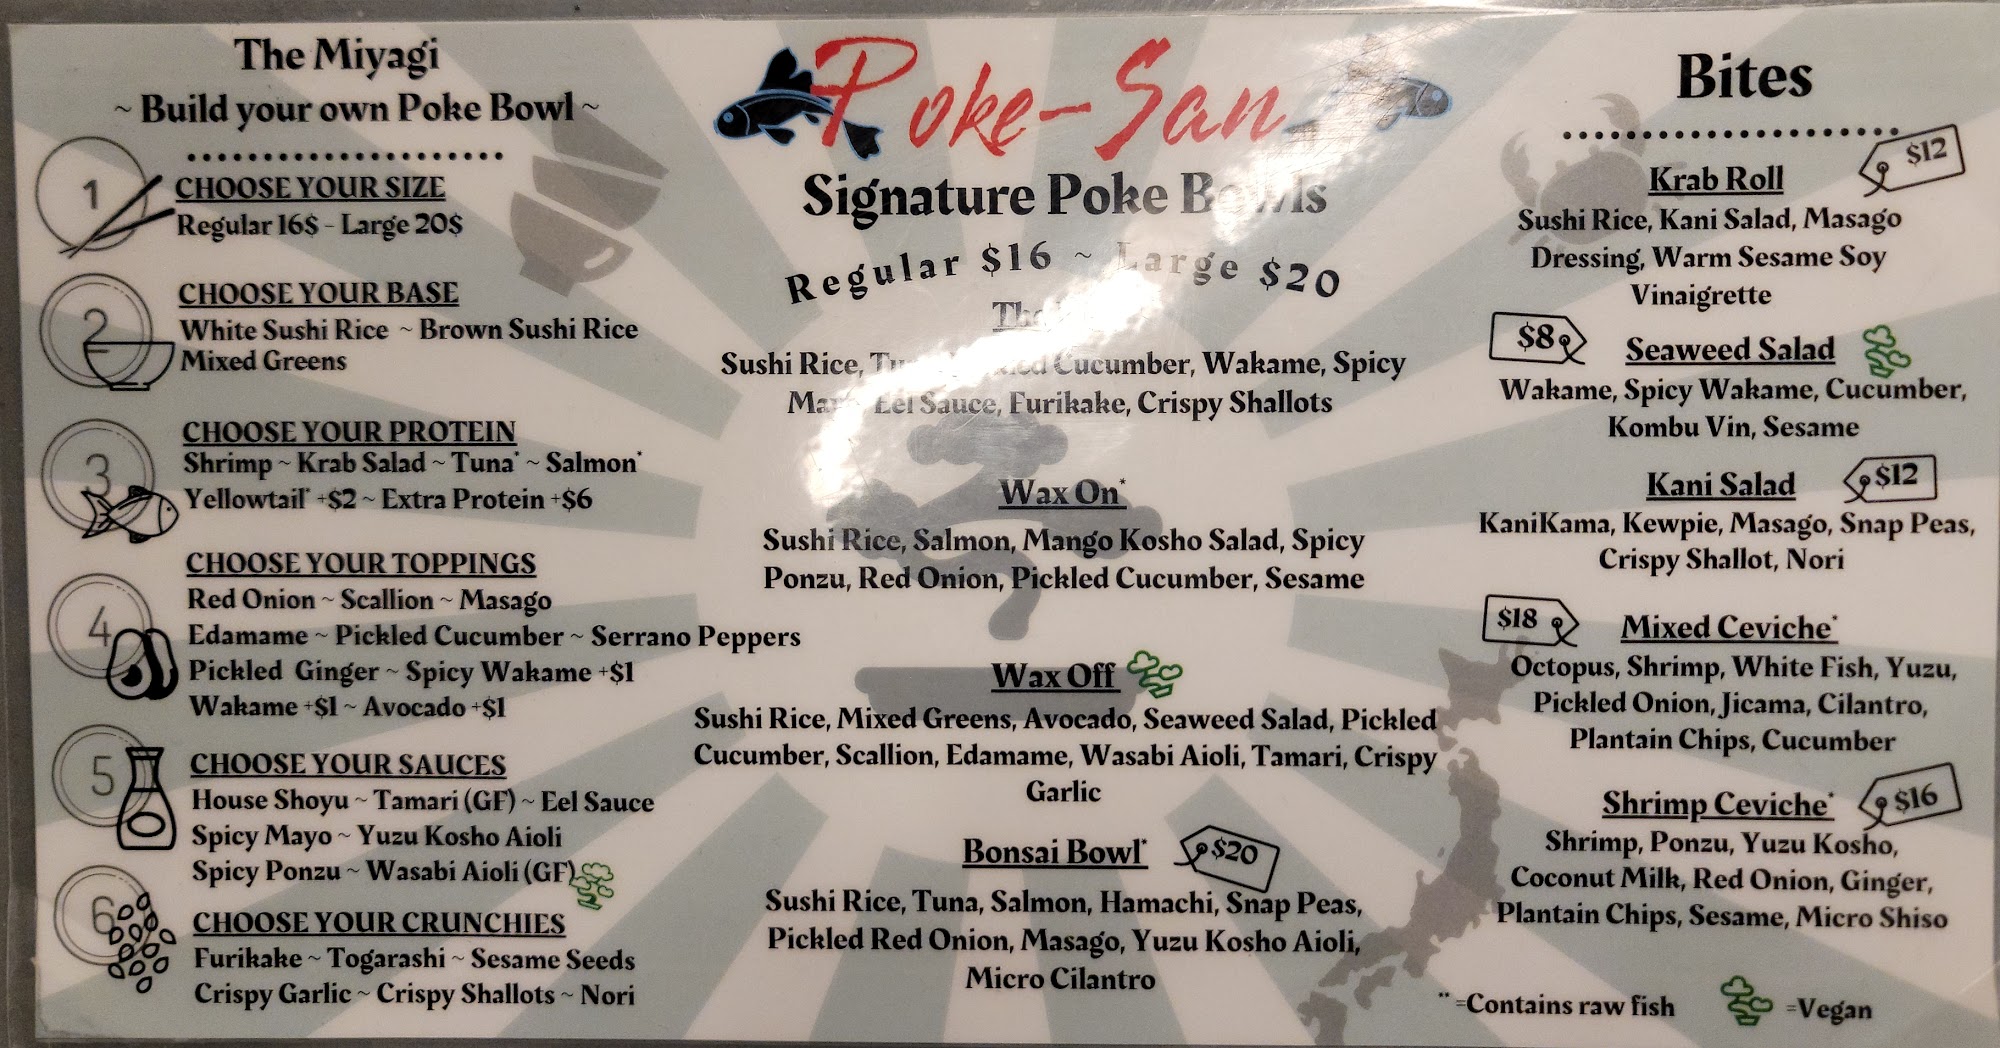 The Miyagi
~ Build your own Poke Bowl ~
1
CHOOSE YOUR SIZE
Regular 16$ - Large 20$
2
CHOOSE YOUR BASE
White Sushi Rice ~ Brown Sushi Rice
Mixed Greens
3
CHOOSE YOUR PROTEIN
Shrimp ~ Krab Salad ~ Tuna* ~ Salmon*
Yellowtail* +$2 ~ Extra Protein +$6
4
CHOOSE YOUR TOPPINGS
Red Onion ~ Scallion ~ Masago
Edamame ~ Pickled Cucumber ~ Serrano Peppers
Pickled Ginger ~ Spicy Wakame +$1
Wakame +$1 ~ Avocado +$1
5
CHOOSE YOUR SAUCES
House Shoyu ~ Tamari (GF) ~ Eel Sauce
Spicy Mayo ~ Yuzu Kosho Aioli
Spicy Ponzu ~ Wasabi Aioli (GF)
6
CHOOSE YOUR CRUNCHIES
Furikake ~ Togarashi ~ Sesame Seeds
Crispy Garlic ~ Crispy Shallots ~ Nori
Poke-San
Signature Poke Bowls
Regular $16 ~ Large $20
Sushi Rice, Cucumber, Wakame, Spicy
Eel Sauce, Furikake, Crispy Shallots
Wax On*
Sushi Rice, Salmon, Mango Kosho Salad, Spicy
Ponzu, Red Onion, Pickled Cucumber, Sesame
Wax Off
Sushi Rice, Mixed Greens, Avocado, Seaweed Salad, Pickled
Cucumber, Scallion, Edamame, Wasabi Aioli, Tamari, Crispy
Garlic
Bonsai Bowl* $20
Sushi Rice, Tuna, Salmon, Hamachi, Snap Peas,
Pickled Red Onion, Masago, Yuzu Kosho Aioli,
Micro Cilantro
Bites
Krab Roll $12
Sushi Rice, Kani Salad, Masago
Dressing, Warm Sesame Soy
Vinaigrette
$8 Seaweed Salad
Wakame, Spicy Wakame, Cucumber,
Kombu Vin, Sesame
Kani Salad $12
KaniKama, Kewpie, Masago, Snap Peas,
Crispy Shallot, Nori
$18 Mixed Ceviche*
Octopus, Shrimp, White Fish, Yuzu,
Pickled Onion, Jicama, Cilantro,
Plantain Chips, Cucumber
Shrimp Ceviche* $16
Shrimp, Ponzu, Yuzu Kosho,
Coconut Milk, Red Onion, Ginger,
Plantain Chips, Sesame, Micro Shiso
"*=Contains raw fish
=Vegan